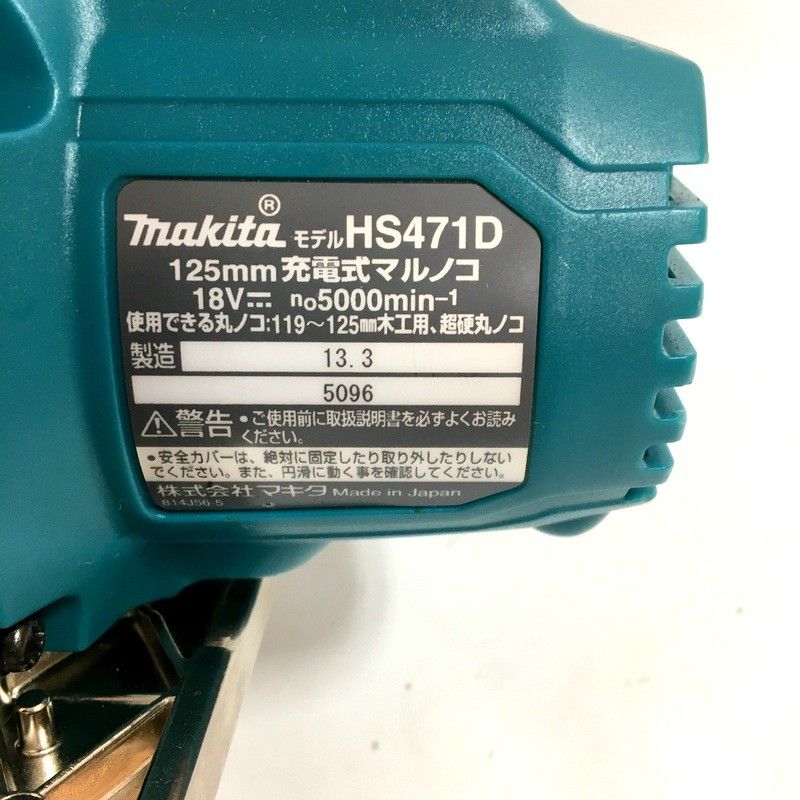 makita® モデルHS471D
125mm 充電式マルノコ
18V⎓ n₀5000min⁻¹
使用できる丸ノコ:119〜125mm木工用、超硬丸ノコ
製造 13.3
5096
⚠警告 •ご使用前に取扱説明書を必ずよくお読み
ください。
•安全カバーは、絶対に固定したり取り外したりしない
でください。また、円滑に動く事を確認してください。
株式会社マキタ Made in Japan
814J56 5